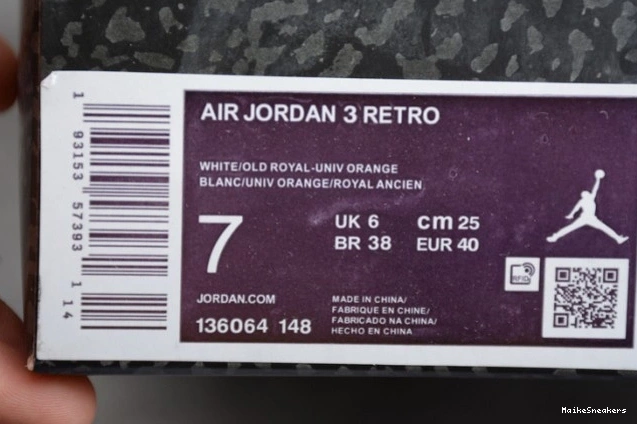 AIR JORDAN 3 RETRO
WHITE/OLD ROYAL-UNIV ORANGE
BLANC/UNIV ORANGE/ROYAL ANCIEN
7
UK 6
cm 25
BR 38
EUR 40
JORDAN.COM
136064 148
MADE IN CHINA/
FABRIQUE EN CHINE/
FABRICADO NA CHINA/
HECHO EN CHINA
RFID
1 93153 57393 1 14
MaikeSneakers